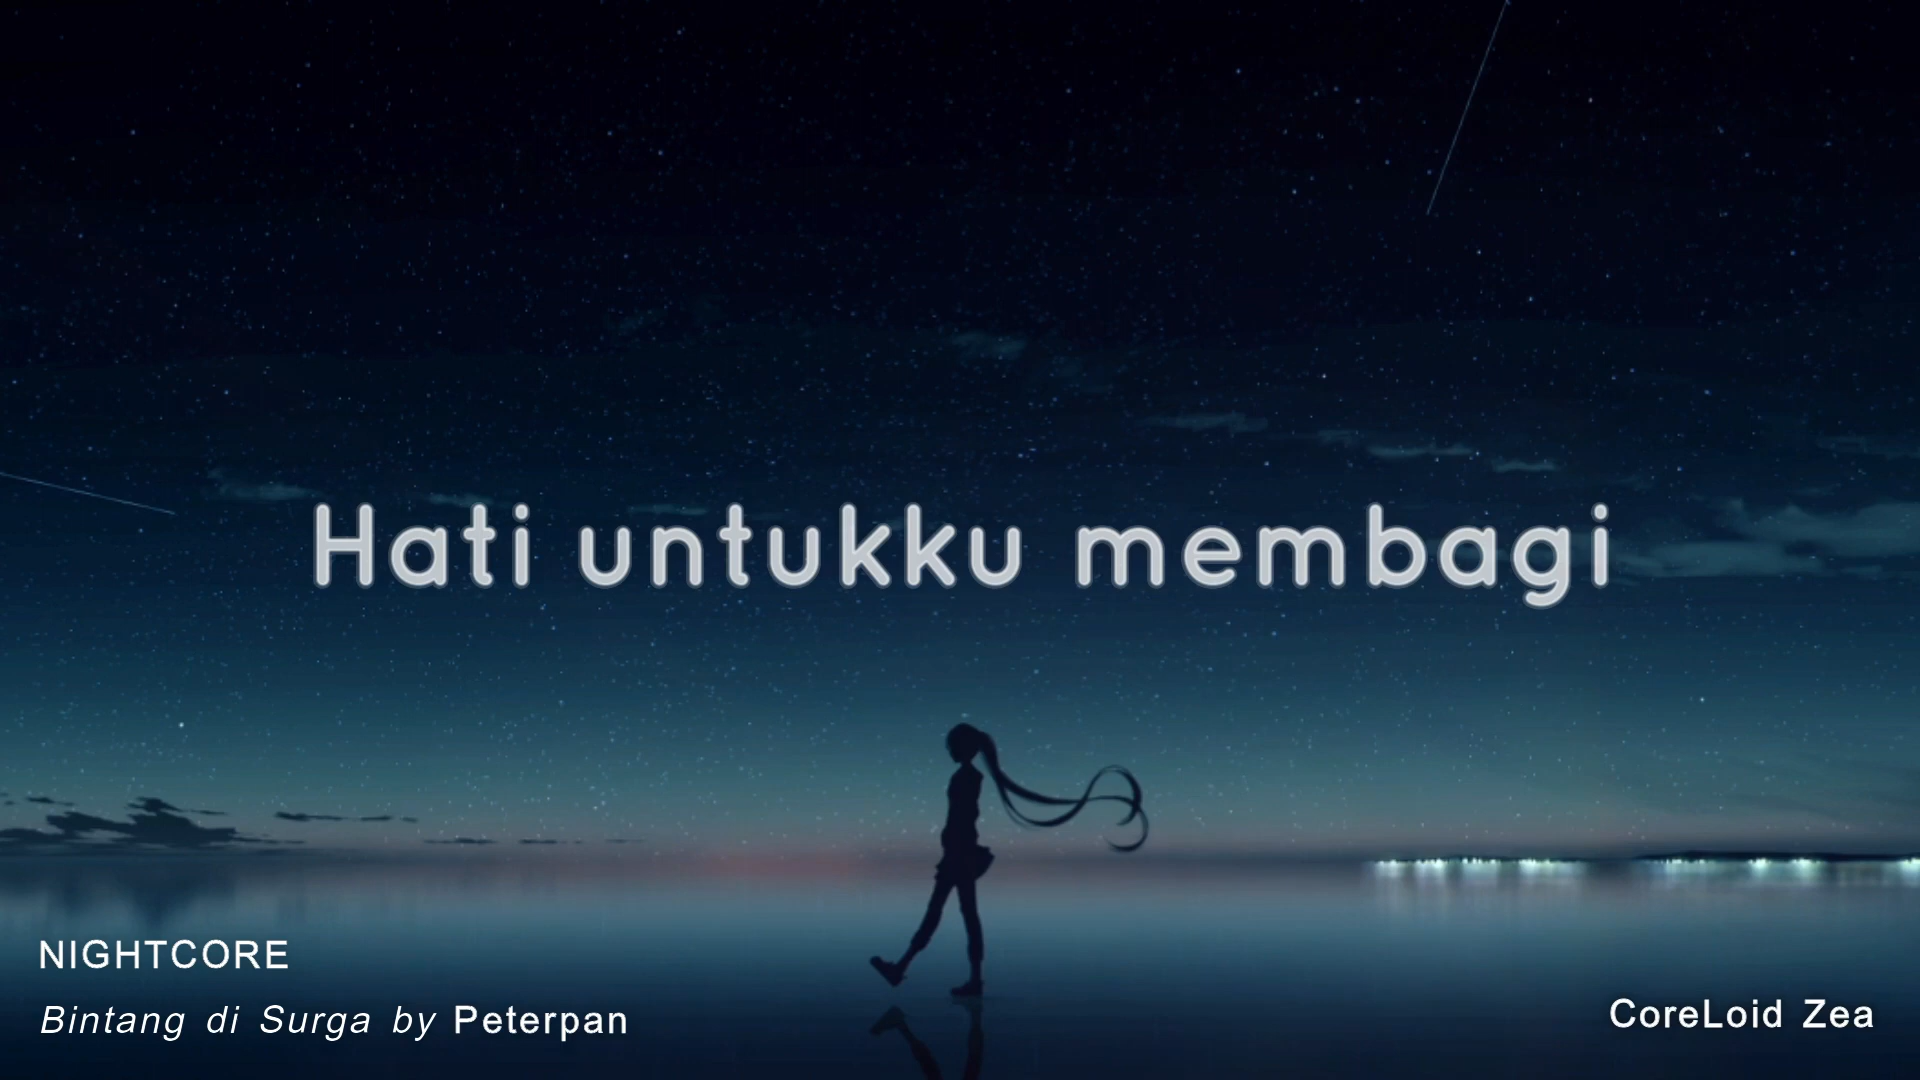 Hati untukku membagi
NIGHTCORE
Bintang di Surga by Peterpan
CoreLoid Zea